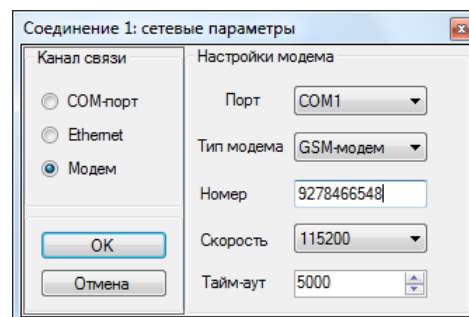 Соединение 1: сетевые параметры
Канал связи
COM-порт
Ethernet
Модем
OK
Отмена
Настройки модема
Порт COM1
Тип модема GSM-модем
Номер 9278466548
Скорость 115200
Тайм-аут 5000